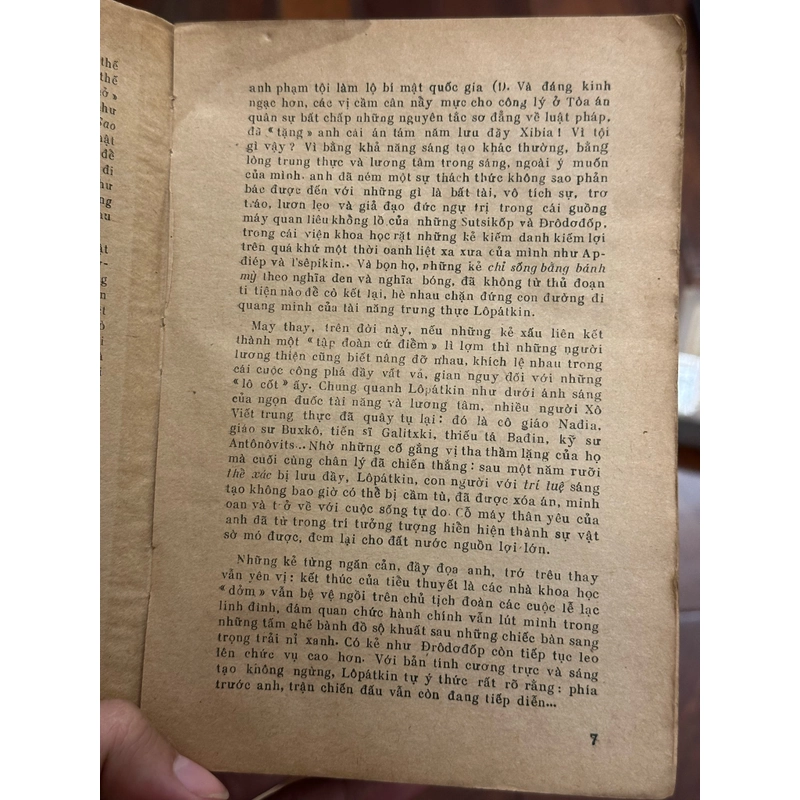 thế
thế
ở»
như
Cao
hật
đề
đi
hư
hư
au
ật
y-
hi
g,
n
g
ó
t
i
anh phạm tội làm lộ bí mật quốc gia (!). Và đáng kinh
ngạc hơn, các vị cầm cân nẩy mực cho công lý ở Tòa án
quân sự bất chấp những nguyên tắc sơ đẳng về luật pháp,
đã "tặng» anh cái án tám năm lưu đầy Xibia! Vì tội
gì vậy? Vì bằng khả năng sáng tạo khác thường, bằng
lòng trung thực và lương tâm trong sáng, ngoài ý muốn
của mình, anh đã ném một sự thách thức không sao phản
bác được đến với những gì là bất tài, vô tích sự, trơ
tráo, lươn lẹo và giả đạo đức ngự trị trong cái guồng
máy quan liêu khổng lồ của những Sutsikốp và Đrôdơđốp,
trong cái viện khoa học rặt những kẻ kiếm danh kiếm lợi
trên quá khứ một thời oanh liệt xa xưa của mình như Ap-
điép và Tsêpikin.. Và bọn họ, những kẻ chỉ sống bằng bánh
mỳ theo nghĩa đen và nghĩa bóng, đã không từ thủ đoạn
ti tiện nào để cố kết lại, hè nhau chặn đứng con đường đi
quang minh của tài năng trung thực Lôpátkin.
May thay, trên đời này, nếu những kẻ xấu liên kết
thành một "tập đoàn cứ điểm» lì lợm thì những người
lương thiện cũng biết nâng đỡ nhau, khích lệ nhau trong
cái cuộc công phá đầy vất vả, gian nguy đối với những
"lô cốt» ấy. Chung quanh Lôpátkin như dưới ánh sáng
của ngọn đuốc tài năng và lương tâm, nhiều người Xô
Viết trung thực đã quây tụ lại: đó là cô giáo Nadia,
giáo sư Buxkô, tiến sĩ Galitxki, thiếu tá Bađin, kỹ sư
Antônôvits... Nhờ những cố gắng vị tha thầm lặng của họ
mà cuối cùng chân lý đã chiến thắng: sau một năm rưỡi
thể xác bị lưu đầy, Lôpátkin, con người với trí tuệ sáng
tạo không bao giờ có thể bị cầm tù, đã được xóa án, minh
oan và trở về với cuộc sống tự do. Cỗ máy thân yêu của
anh đã từ trong trí tưởng tượng hiển hiện thành sự vật
sờ mó được, đem lại cho đất nước nguồn lợi lớn.
Những kẻ từng ngăn cản, đầy đọa anh, trớ trêu thay
vẫn yên vị: kết thúc của tiểu thuyết là các nhà khoa học
"dởm» vẫn bệ vệ ngồi trên chủ tịch đoàn các cuộc lễ lạc
linh đình, đám quan chức hành chính vẫn lút mình trong
những tấm ghế bành đồ sộ khuất sau những chiếc bàn sang
trọng trải nỉ xanh. Có kẻ như Đrôdơđốp còn tiếp tục leo
lên chức vụ cao hơn. Với bản tính cương trực và sáng
tạo không ngừng, Lôpátkin tự ý thức rất rõ rằng: phía
trước anh, trận chiến đấu vẫn còn đang tiếp diễn...
7